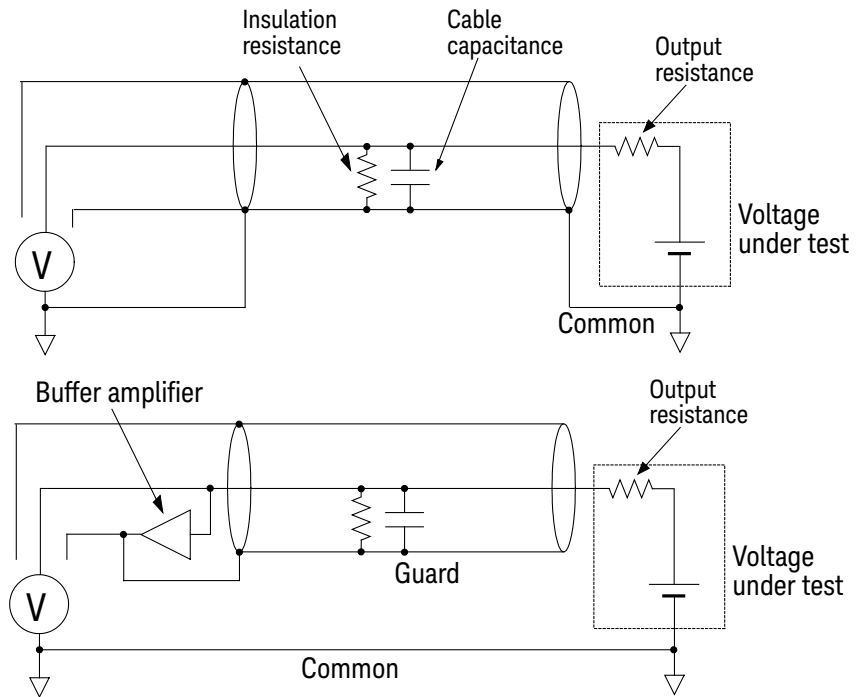 Insulation
resistance
Cable
capacitance
Output
resistance
Voltage
under test
V
Common
Buffer amplifier
Output
resistance
Guard
Voltage
under test
V
Common